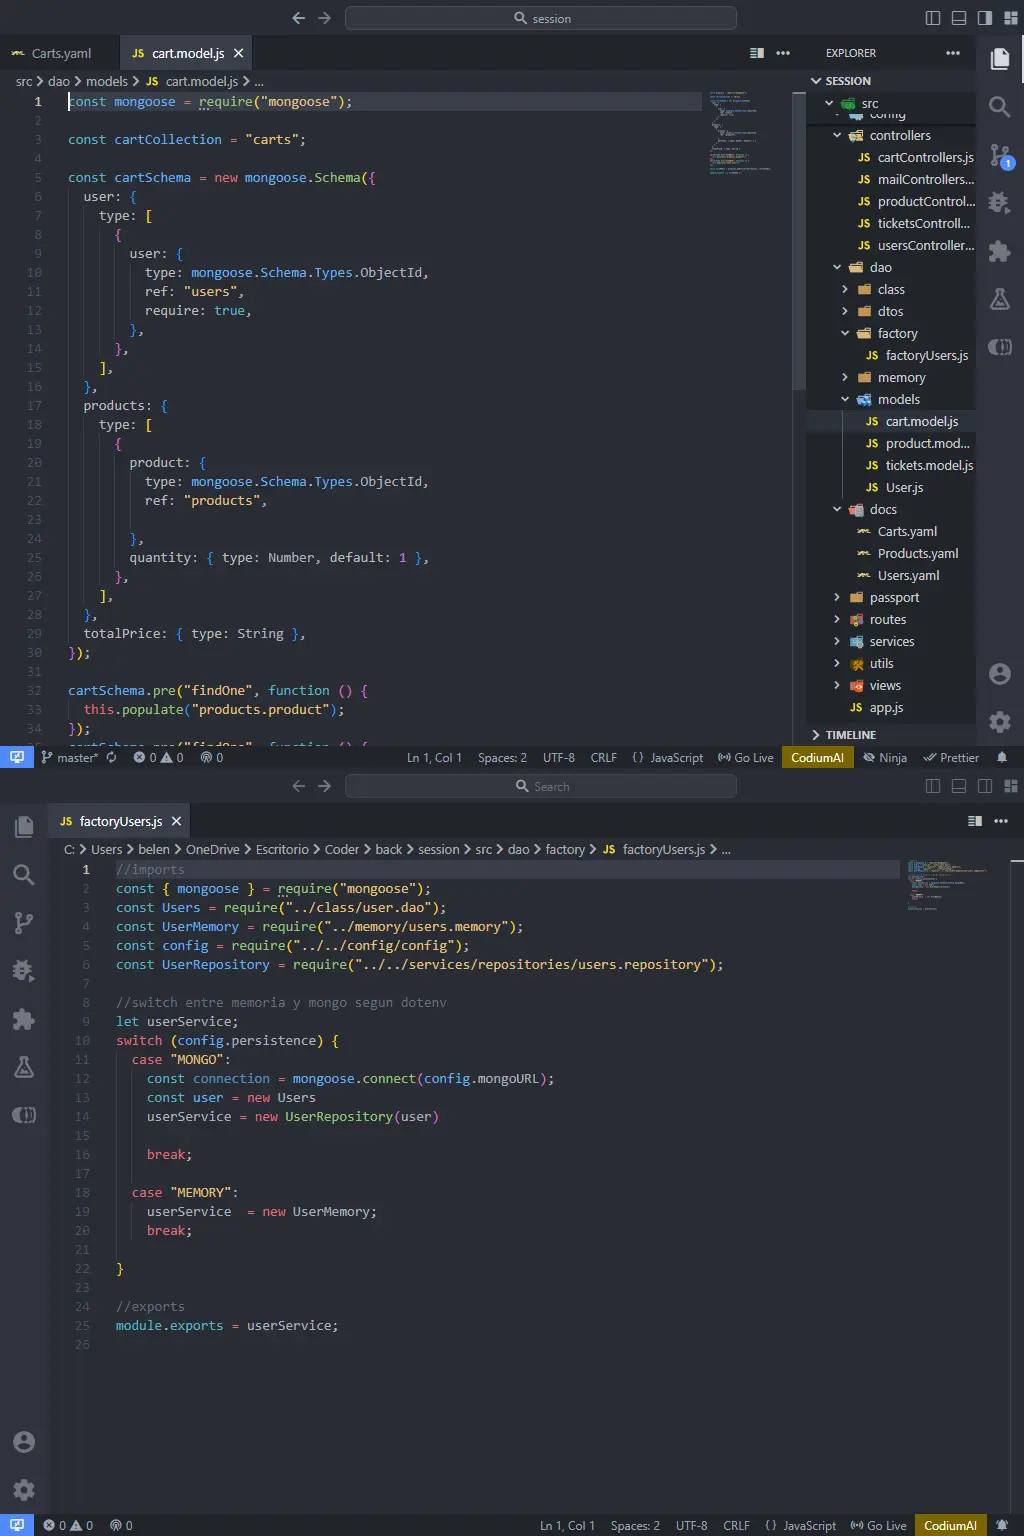 session
Carts.yaml
JS cart.model.js
src > dao > models > JS cart.model.js > ...
1 const mongoose = require("mongoose");
2
3 const cartCollection = "carts";
4
5 const cartSchema = new mongoose.Schema({
6 user: {
7 type: [
8 {
9 user: {
10 type: mongoose.Schema.Types.ObjectId,
11 ref: "users",
12 require: true,
13 },
14 },
15 ],
16 },
17 products: {
18 type: [
19 {
20 product: {
21 type: mongoose.Schema.Types.ObjectId,
22 ref: "products",
23
24 },
25 quantity: { type: Number, default: 1 },
26 },
27 ],
28 },
29 totalPrice: { type: String },
30 });
31
32 cartSchema.pre("findOne", function () {
33 this.populate("products.product");
34 });
35 cartSchema.pre("findOne", function () {
EXPLORER
SESSION
src
config
controllers
JS cartControllers.js
JS mailControllers...
JS productControl...
JS ticketsControll...
JS usersController...
dao
class
dtos
factory
JS factoryUsers.js
memory
models
JS cart.model.js
JS product.mod...
JS tickets.model.js
JS User.js
docs
Carts.yaml
Products.yaml
Users.yaml
passport
routes
services
utils
views
JS app.js
TIMELINE
1
master* 0 0 0 Ln 1, Col 1 Spaces: 2 UTF-8 CRLF {} JavaScript Go Live CodiumAI Ninja Prettier
Search
JS factoryUsers.js
C: > Users > belen > OneDrive > Escritorio > Coder > back > session > src > dao > factory > JS factoryUsers.js > ...
1 //imports
2 const { mongoose } = require("mongoose");
3 const Users = require("../class/user.dao");
4 const UserMemory = require("../memory/users.memory");
5 const config = require("../../config/config");
6 const UserRepository = require("../../services/repositories/users.repository");
7
8 //switch entre memoria y mongo segun dotenv
9 let userService;
10 switch (config.persistence) {
11 case "MONGO":
12 const connection = mongoose.connect(config.mongoURL);
13 const user = new Users
14 userService = new UserRepository(user)
15
16 break;
17
18 case "MEMORY":
19 userService = new UserMemory;
20 break;
21
22 }
23
24 //exports
25 module.exports = userService;
26
0 0 0 Ln 1, Col 1 Spaces: 2 UTF-8 CRLF {} JavaScript Go Live CodiumAI